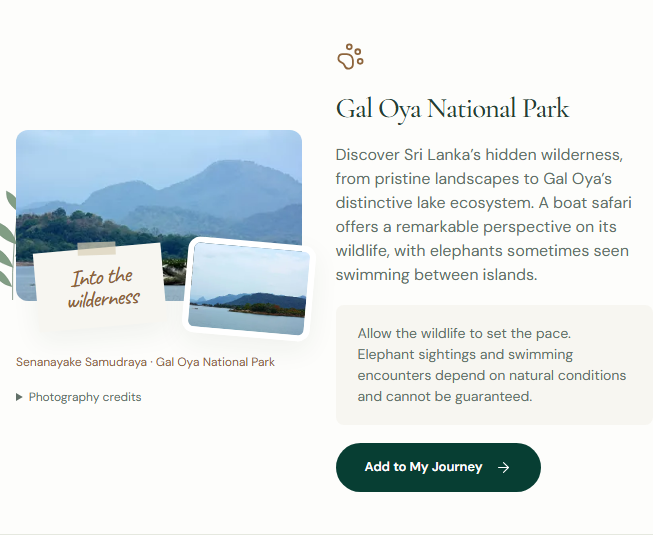 Gal Oya National Park
Discover Sri Lanka’s hidden wilderness,
from pristine landscapes to Gal Oya’s
distinctive lake ecosystem. A boat safari
offers a remarkable perspective on its
wildlife, with elephants sometimes seen
swimming between islands.
Allow the wildlife to set the pace.
Elephant sightings and swimming
encounters depend on natural conditions
and cannot be guaranteed.
Add to My Journey
Into the
wilderness
Senanayake Samudraya · Gal Oya National Park
Photography credits